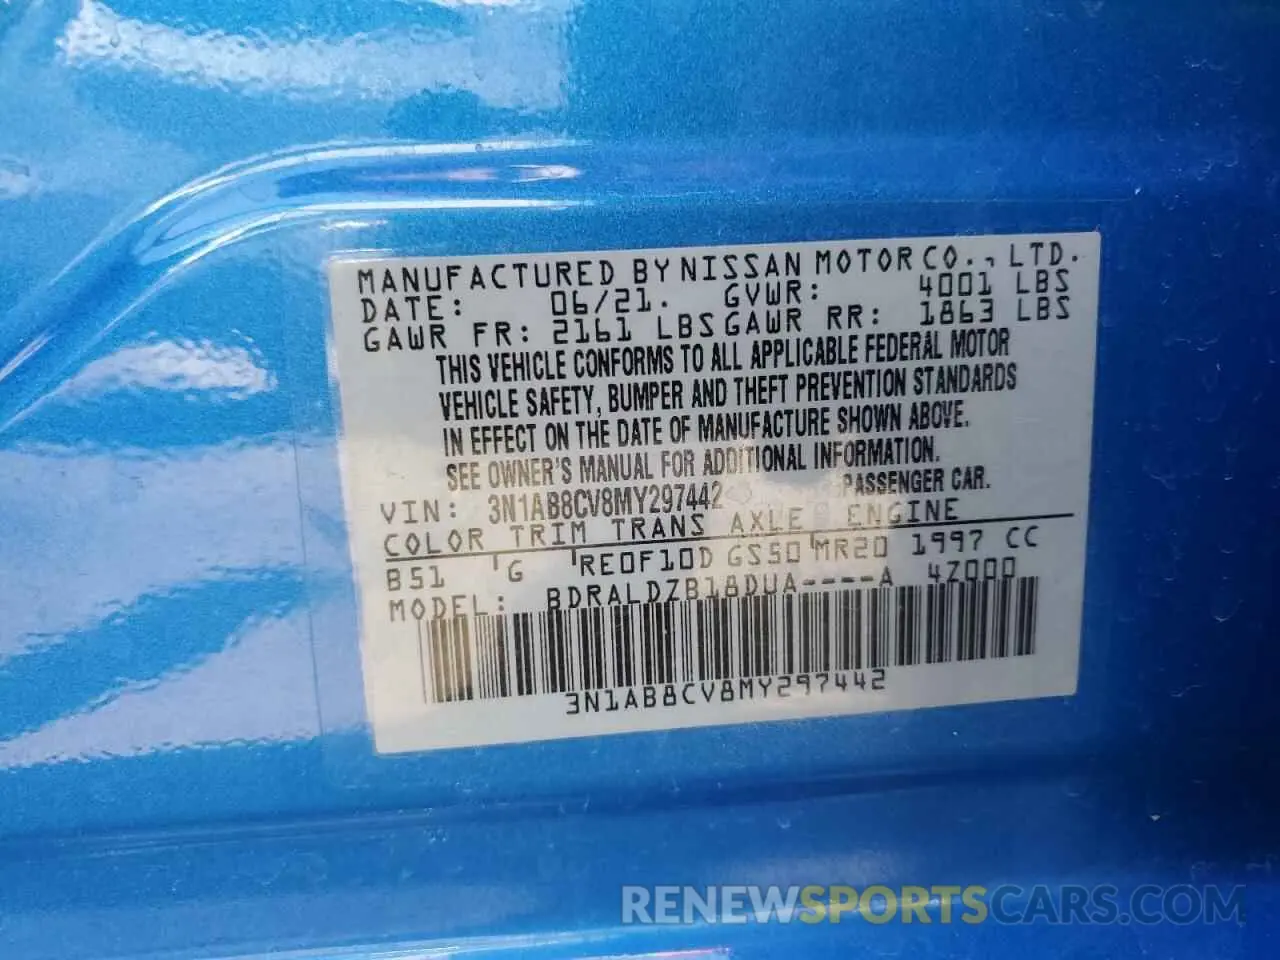 MANUFACTURED BY NISSAN MOTOR CO., LTD.
DATE: 06/21. GVWR: 4001 LBS
GAWR FR: 2161 LBS GAWR RR: 1863 LBS
THIS VEHICLE CONFORMS TO ALL APPLICABLE FEDERAL MOTOR
VEHICLE SAFETY, BUMPER AND THEFT PREVENTION STANDARDS
IN EFFECT ON THE DATE OF MANUFACTURE SHOWN ABOVE.
SEE OWNER'S MANUAL FOR ADDITIONAL INFORMATION.
VIN: 3N1AB8CV8MY297442 PASSENGER CAR.
COLOR TRIM TRANS AXLE ENGINE
B51 G RE0F10D GS50 MR20 1997 CC
MODEL: BDRALDZB18DUA----A 4Z000
3N1AB8CV8MY297442
RENEWSPORTSCARS.COM